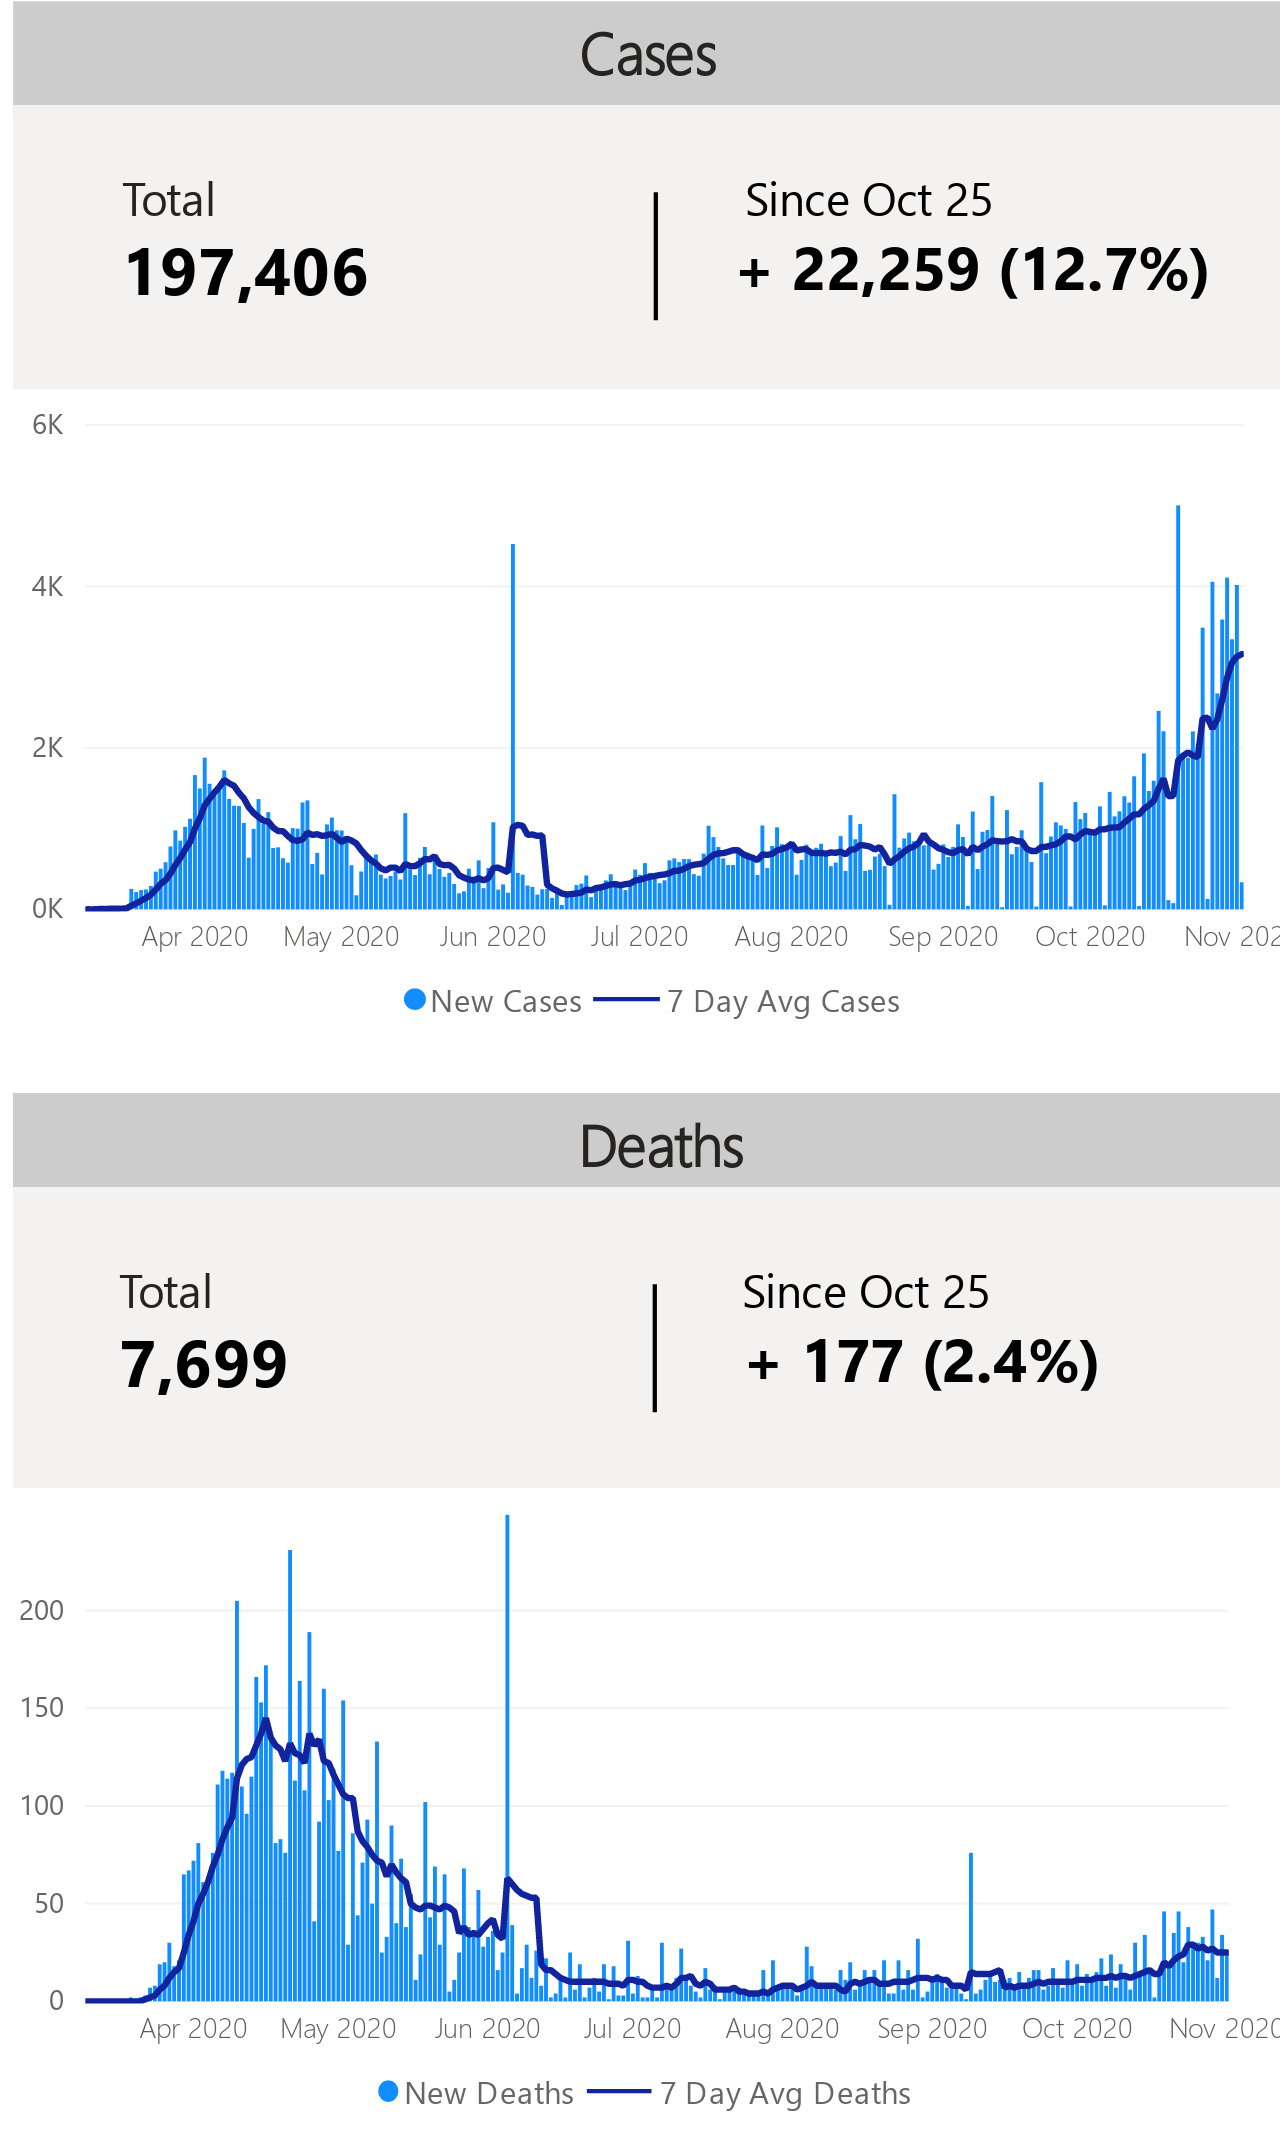 Cases
Total
Since Oct 25
197,406
+ 22,259 (12.7%)
6K
4K
2K
0K
Apr 2020 May 2020 Jun 2020 Jul 2020 Aug 2020 Sep 2020 Oct 2020 Nov 202
New Cases 7 Day Avg Cases
Deaths
Total
Since Oct 25
7,699
+ 177 (2.4%)
200
150
100
50
0
Apr 2020 May 2020 Jun 2020 Jul 2020 Aug 2020 Sep 2020 Oct 2020 Nov 2020
New Deaths 7 Day Avg Deaths